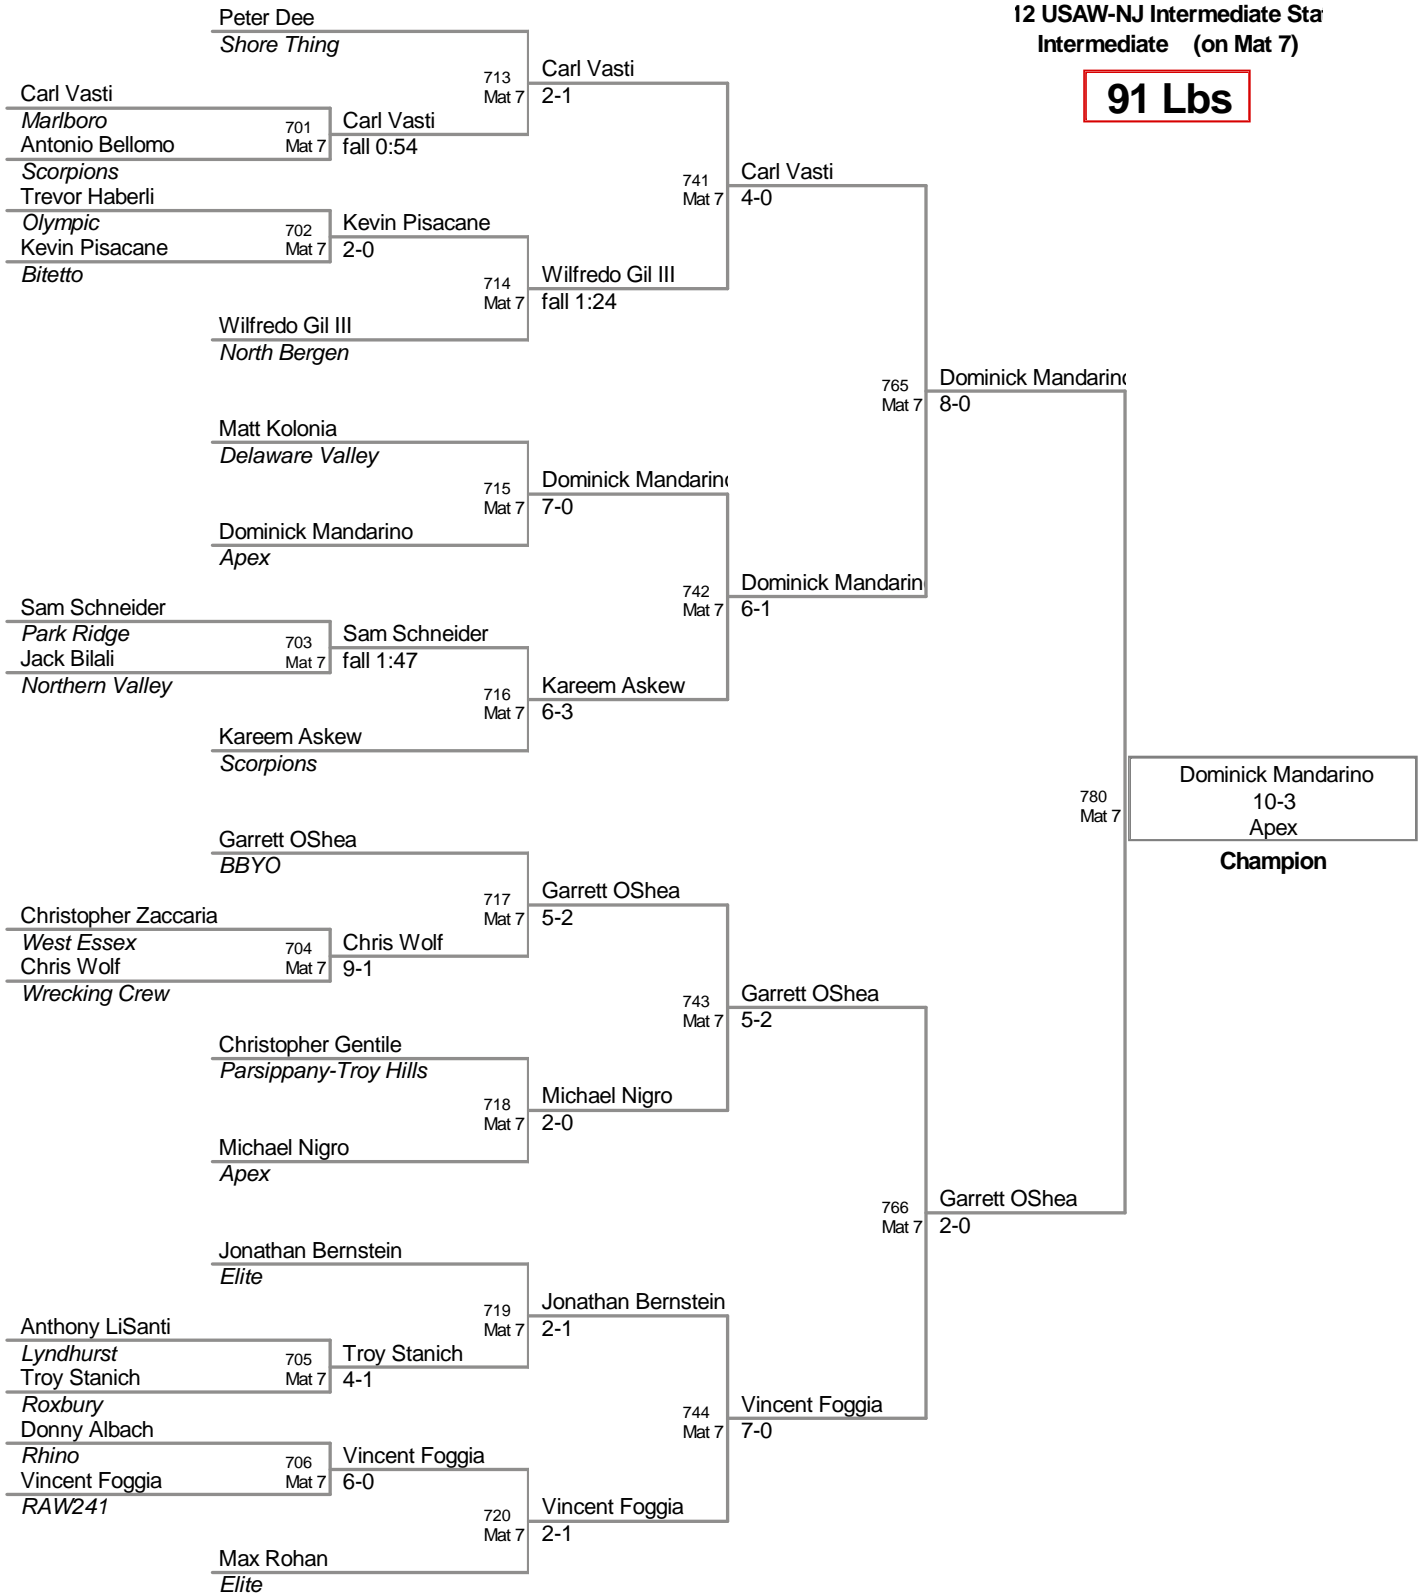 Peter Dee
Shore Thing
12 USAW-NJ Intermediate Sta
Intermediate (on Mat 7)
91 Lbs
713
Mat 7
Carl Vasti
2-1
Carl Vasti
Marlboro
Antonio Bellomo
Scorpions
701
Mat 7
Carl Vasti
fall 0:54
741
Mat 7
Carl Vasti
4-0
Trevor Haberli
Olympic
Kevin Pisacane
Bitetto
702
Mat 7
Kevin Pisacane
2-0
714
Mat 7
Wilfredo Gil III
fall 1:24
Wilfredo Gil III
North Bergen
765
Mat 7
Dominick Mandarino
8-0
Matt Kolonia
Delaware Valley
715
Mat 7
Dominick Mandarino
7-0
Dominick Mandarino
Apex
742
Mat 7
Dominick Mandarin
6-1
Sam Schneider
Park Ridge
Jack Bilali
Northern Valley
703
Mat 7
Sam Schneider
fall 1:47
716
Mat 7
Kareem Askew
6-3
Kareem Askew
Scorpions
780
Mat 7
Dominick Mandarino
10-3
Apex
Champion
Garrett OShea
BBYO
717
Mat 7
Garrett OShea
5-2
Christopher Zaccaria
West Essex
Chris Wolf
Wrecking Crew
704
Mat 7
Chris Wolf
9-1
743
Mat 7
Garrett OShea
5-2
Christopher Gentile
Parsippany-Troy Hills
718
Mat 7
Michael Nigro
2-0
Michael Nigro
Apex
766
Mat 7
Garrett OShea
2-0
Jonathan Bernstein
Elite
719
Mat 7
Jonathan Bernstein
2-1
Anthony LiSanti
Lyndhurst
Troy Stanich
Roxbury
705
Mat 7
Troy Stanich
4-1
744
Mat 7
Vincent Foggia
7-0
Donny Albach
Rhino
Vincent Foggia
RAW241
706
Mat 7
Vincent Foggia
6-0
720
Mat 7
Vincent Foggia
2-1
Max Rohan
Elite